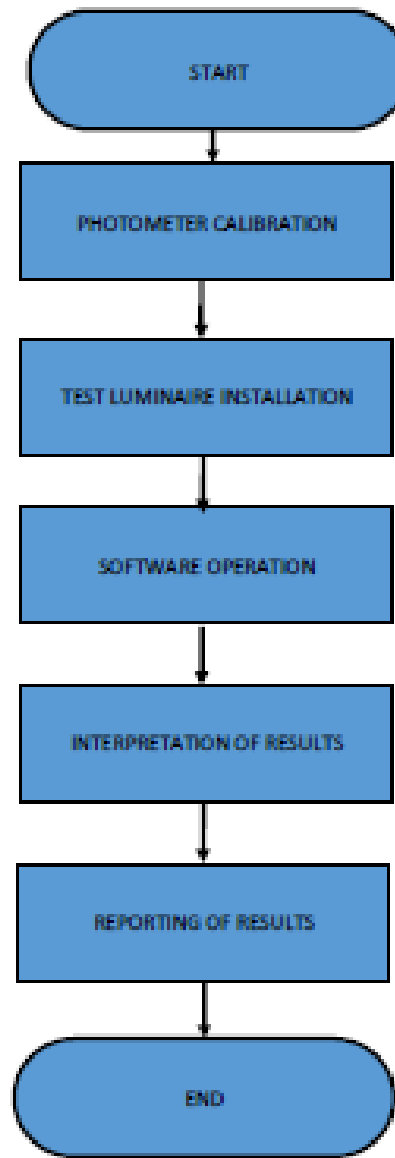 START
PHOTOMETER CALIBRATION
TEST LUMINAIRE INSTALLATION
SOFTWARE OPERATION
INTERPRETATION OF RESULTS
REPORTING OF RESULTS
END